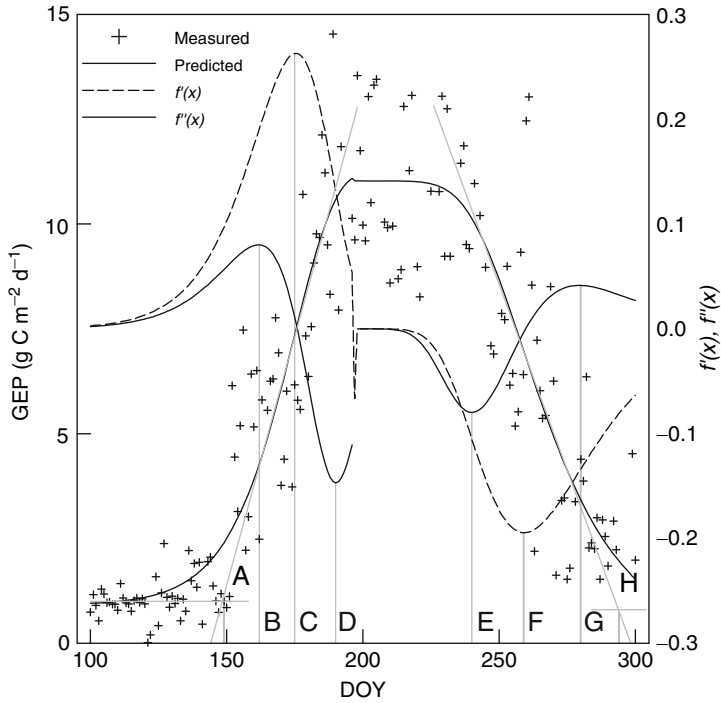 15
0.3
Measured
Predicted
f'(x)
f''(x)
0.2
10
0.1
GEP (g C m⁻² d⁻¹)
0.0
f'(x), f''(x)
5
−0.1
−0.2
A
H
B C D E F G
0
−0.3
100 150 200 250 300
DOY